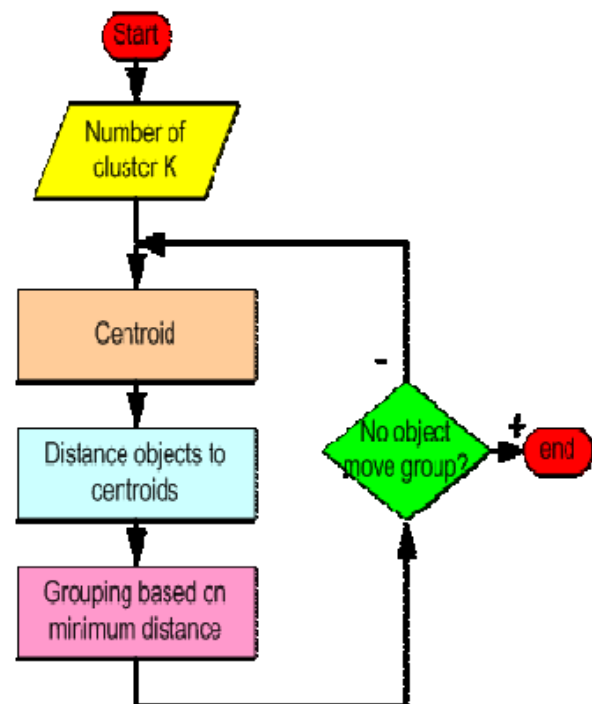 Start
Number of
cluster K
Centroid
Distance objects to
centroids
Grouping based on
minimum distance
-
No object
move group?
+
end